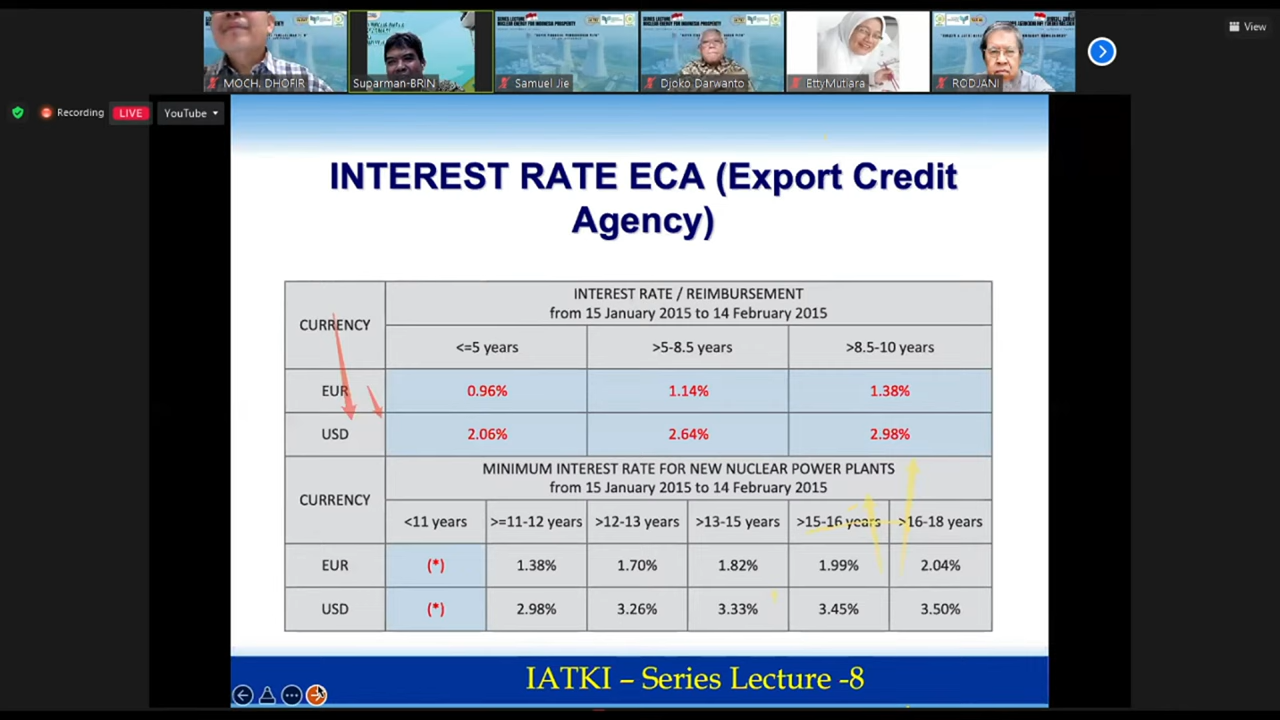 MOCH. DHOFIR
Suparman-BRIN
Samuel Jie
Djoko Darwanto
EttyMutiara
RODJANI
View
Recording
LIVE
YouTube
INTEREST RATE ECA (Export Credit
Agency)
CURRENCY
INTEREST RATE / REIMBURSEMENT
from 15 January 2015 to 14 February 2015
<=5 years
>5-8.5 years
>8.5-10 years
EUR
0.96%
1.14%
1.38%
USD
2.06%
2.64%
2.98%
CURRENCY
MINIMUM INTEREST RATE FOR NEW NUCLEAR POWER PLANTS
from 15 January 2015 to 14 February 2015
<11 years
>=11-12 years
>12-13 years
>13-15 years
>15-16 years
>16-18 years
EUR
(*)
1.38%
1.70%
1.82%
1.99%
2.04%
USD
(*)
2.98%
3.26%
3.33%
3.45%
3.50%
IATKI – Series Lecture -8